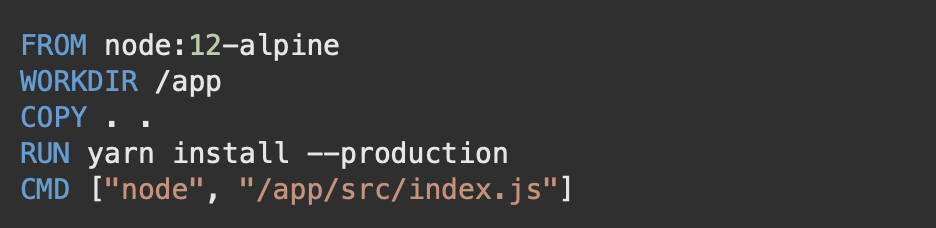 FROM node:12-alpine
WORKDIR /app
COPY . .
RUN yarn install --production
CMD ["node", "/app/src/index.js"]